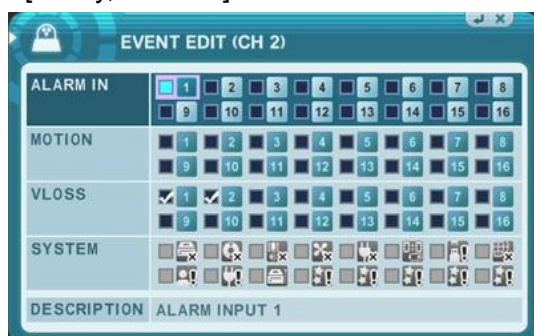 EVENT EDIT (CH 2)
ALARM IN 1 2 3 4 5 6 7 8
9 10 11 12 13 14 15 16
MOTION 1 2 3 4 5 6 7 8
9 10 11 12 13 14 15 16
VLOSS 1 2 3 4 5 6 7 8
9 10 11 12 13 14 15 16
SYSTEM
DESCRIPTION ALARM INPUT 1